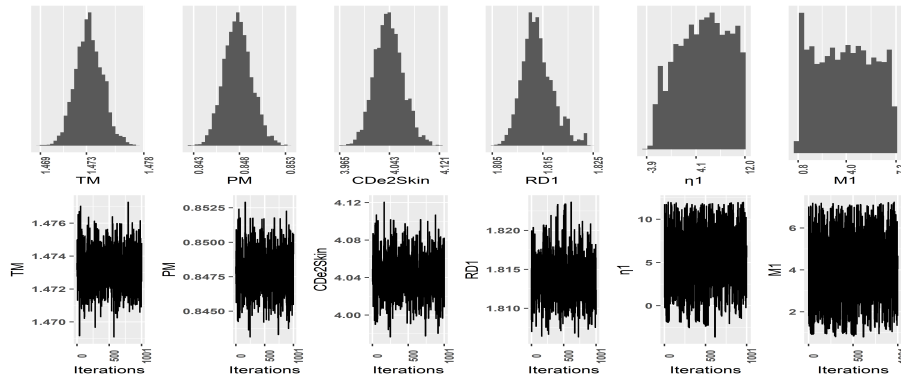 1.469 1.473 1.478
TM
0.843 0.848 0.853
PM
3.965 4.043 4.121
CDe2Skin
1.805 1.815 1.825
RD1
-3.9 4.1 12.0
η1
0.8 4.0
M1
TM
1.476
1.474
1.472
1.470
0 500 1001
Iterations
PM
0.8525
0.8500
0.8475
0.8450
0 500 1001
Iterations
CDe2Skin
4.12
4.08
4.04
4.00
0 500 1001
Iterations
RD1
1.820
1.815
1.810
0 500 1001
Iterations
η1
10
5
0
0 500 1001
Iterations
M1
6
4
2
0 500
Iterations